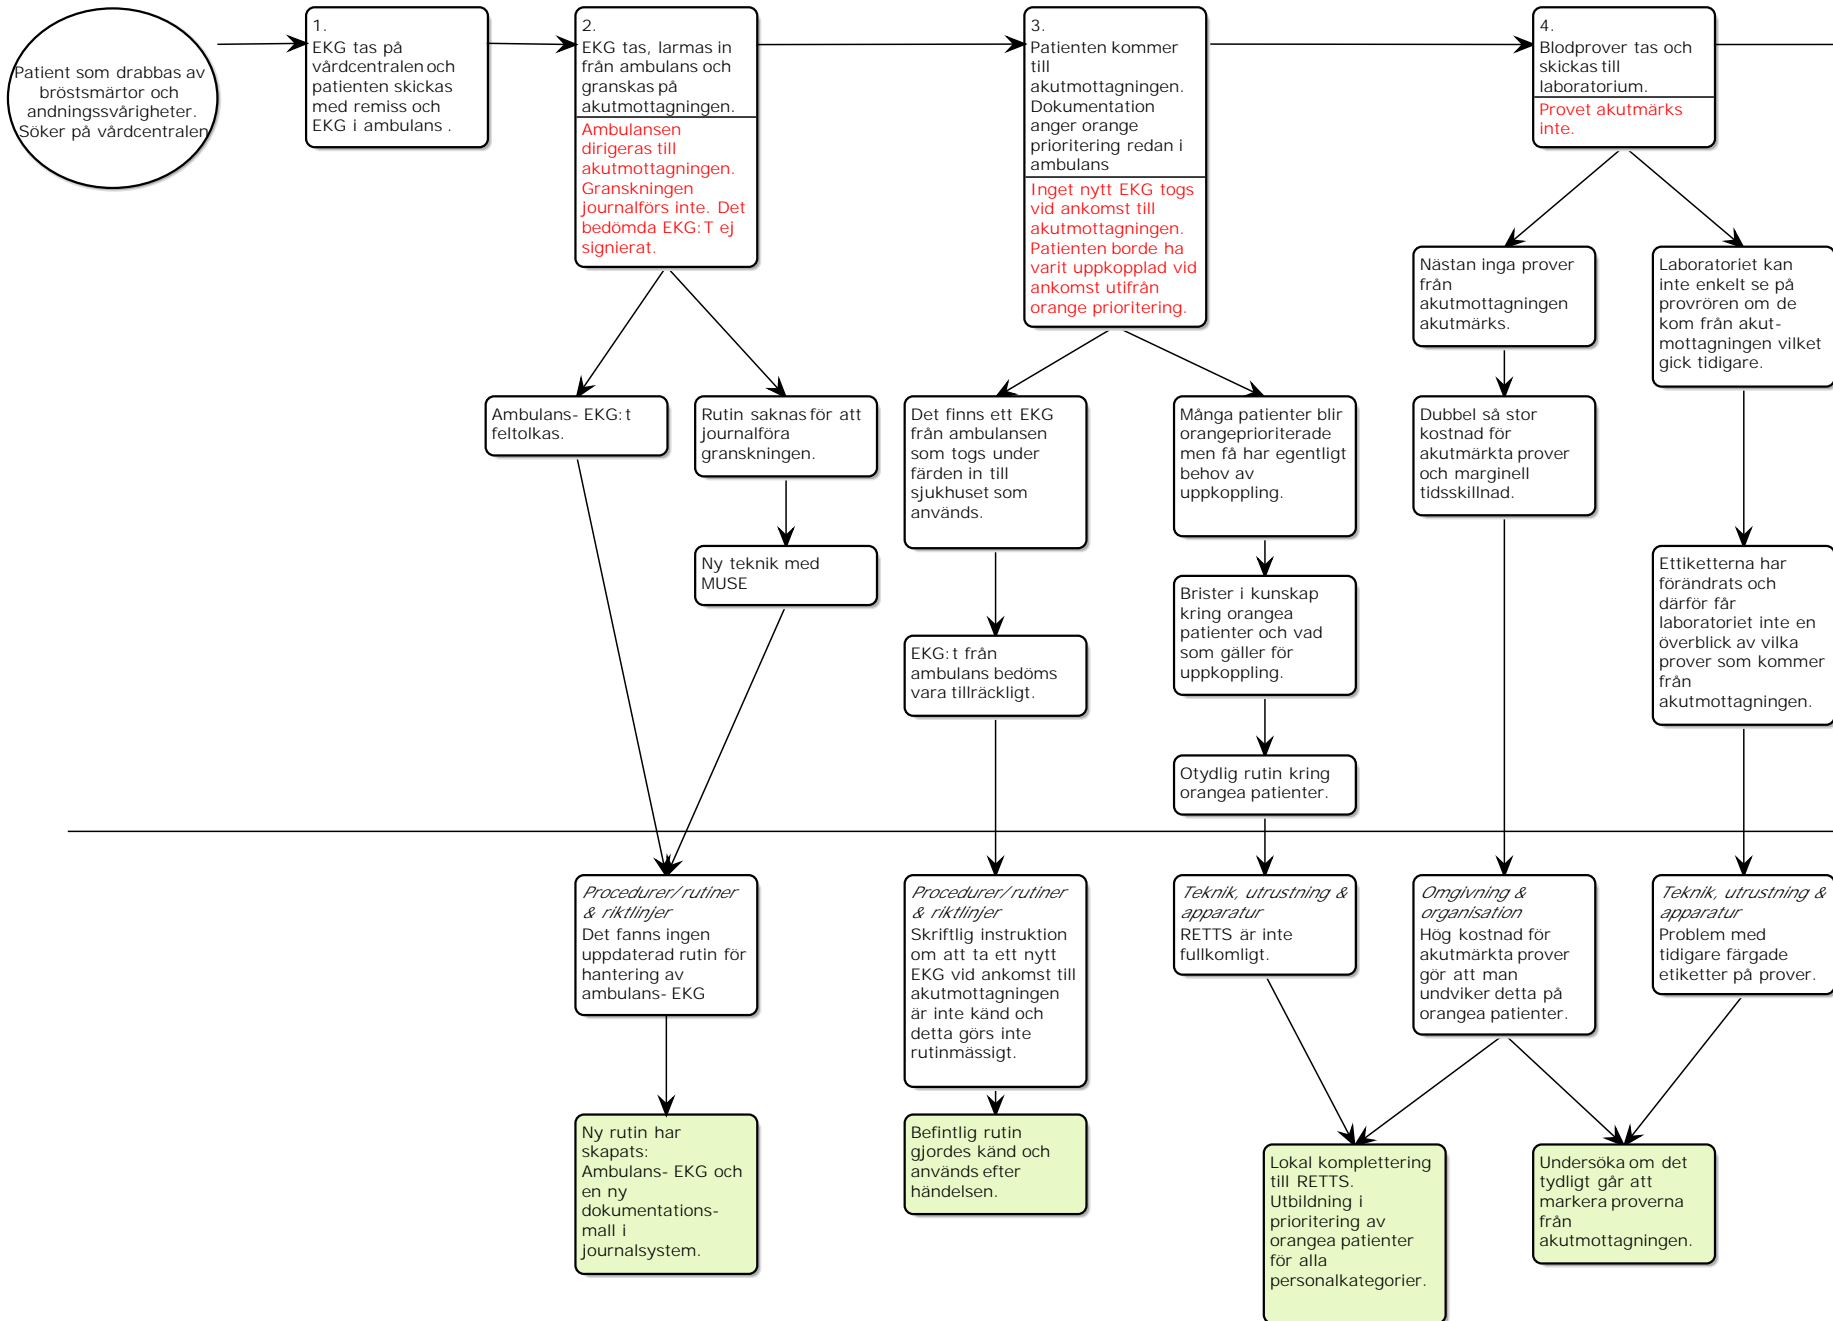 Patient som drabbas av
bröstsmärtor och
andningssvårigheter.
Söker på vårdcentralen
1.
EKG tas på
vårdcentralen och
patienten skickas
med remiss och
EKG i ambulans .
2.
EKG tas, larmas in
från ambulans och
granskas på
akutmottagningen.
Ambulansen
dirigeras till
akutmottagningen.
Granskningen
journalförs inte. Det
bedömda EKG:T ej
signierat.
3.
Patienten kommer
till
akutmottagningen.
Dokumentation
anger orange
prioritering redan i
ambulans
Inget nytt EKG togs
vid ankomst till
akutmottagningen.
Patienten borde ha
varit uppkopplad vid
ankomst utifrån
orange prioritering.
4.
Blodprover tas och
skickas till
laboratorium.
Provet akutmärks
inte.
Ambulans- EKG:t
feltolkas.
Rutin saknas för att
journalföra
granskningen.
Ny teknik med
MUSE
Det finns ett EKG
från ambulansen
som togs under
färden in till
sjukhuset som
används.
EKG:t från
ambulans bedöms
vara tillräckligt.
Många patienter blir
orangeprioriterade
men få har egentligt
behov av
uppkoppling.
Brister i kunskap
kring orangea
patienter och vad
som gäller för
uppkoppling.
Otydlig rutin kring
orangea patienter.
Nästan inga prover
från
akutmottagningen
akutmärks.
Dubbel så stor
kostnad för
akutmärkta prover
och marginell
tidsskillnad.
Laboratoriet kan
inte enkelt se på
provrören om de
kom från akut-
mottagningen vilket
gick tidigare.
Ettiketterna har
förändrats och
därför får
laboratoriet inte en
överblick av vilka
prover som kommer
från
akutmottagningen.
Procedurer/rutiner
& riktlinjer
Det fanns ingen
uppdaterad rutin för
hantering av
ambulans- EKG
Procedurer/rutiner
& riktlinjer
Skriftlig instruktion
om att ta ett nytt
EKG vid ankomst till
akutmottagningen
är inte känd och
detta görs inte
rutinmässigt.
Teknik, utrustning &
apparatur
RETTS är inte
fullkomligt.
Omgivning &
organisation
Hög kostnad för
akutmärkta prover
gör att man
undviker detta på
orangea patienter.
Teknik, utrustning &
apparatur
Problem med
tidigare färgade
etiketter på prover.
Ny rutin har
skapats:
Ambulans- EKG och
en ny
dokumentations-
mall i
journalsystem.
Befintlig rutin
gjordes känd och
används efter
händelsen.
Lokal komplettering
till RETTS.
Utbildning i
prioritering av
orangea patienter
för alla
personalkategorier.
Undersöka om det
tydligt går att
markera proverna
från
akutmottagningen.